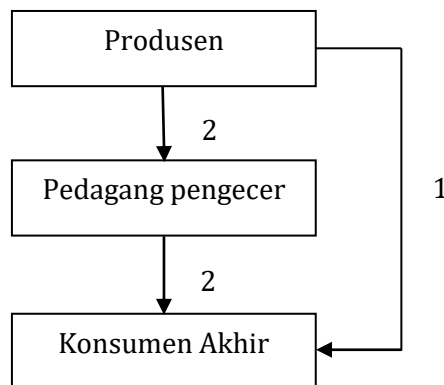 Produsen
2
Pedagang pengecer
1
2
Konsumen Akhir